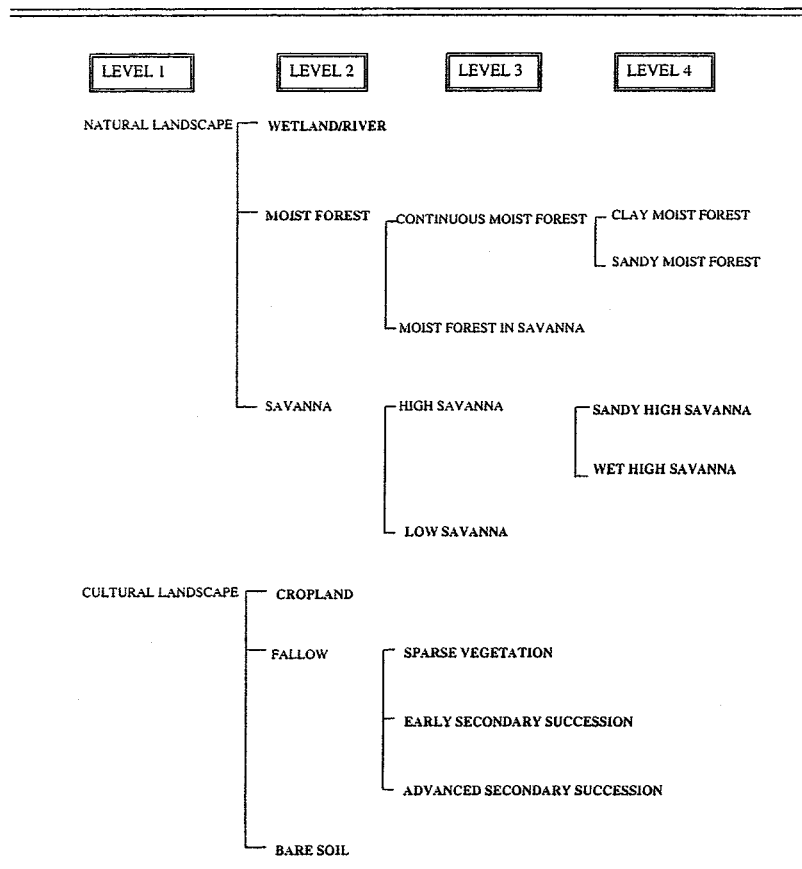 LEVEL 1 LEVEL 2 LEVEL 3 LEVEL 4
NATURAL LANDSCAPE WETLAND/RIVER
MOIST FOREST CONTINUOUS MOIST FOREST CLAY MOIST FOREST
SANDY MOIST FOREST
MOIST FOREST IN SAVANNA
SAVANNA HIGH SAVANNA SANDY HIGH SAVANNA
WET HIGH SAVANNA
LOW SAVANNA
CULTURAL LANDSCAPE CROPLAND
FALLOW SPARSE VEGETATION
EARLY SECONDARY SUCCESSION
ADVANCED SECONDARY SUCCESSION
BARE SOIL